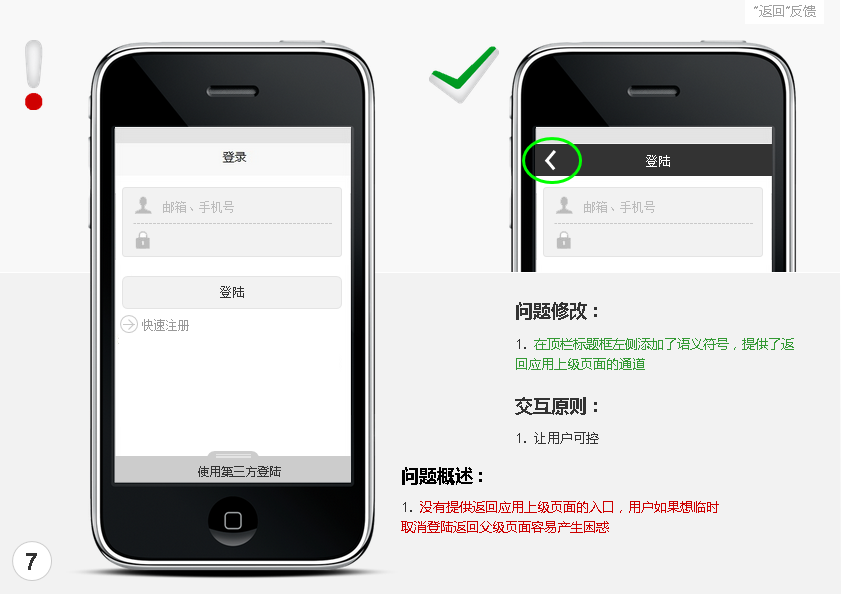 “返回”反馈
登录
邮箱、手机号
登陆
快速注册
使用第三方登陆
登陆
邮箱、手机号
问题修改：
1. 在顶栏标题框左侧添加了语义符号，提供了返
回应用上级页面的通道
交互原则：
1. 让用户可控
问题概述：
1. 没有提供返回应用上级页面的入口，用户如果想临时
取消登陆返回父级页面容易产生困惑
7